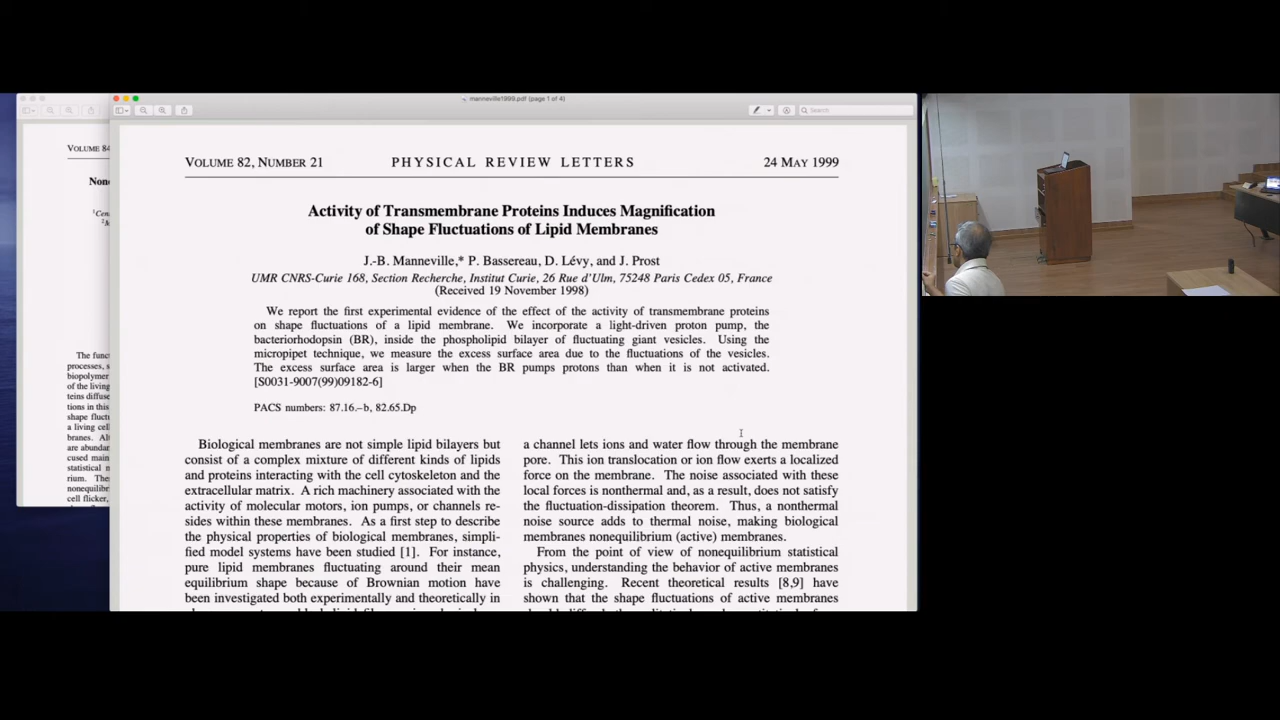 manneville1999.pdf (page 1 of 4)
Search
VOLUME 84
Non
¹Cen
²M
The func
processes, s
biopolymer
of the living
teins diffuse
tions in this
shape fluct
a living cel
branes. Al
are abundan
cused main
statistical m
rium. The
nonequilib
cell flicker,
VOLUME 82, NUMBER 21
PHYSICAL REVIEW LETTERS
24 MAY 1999
Activity of Transmembrane Proteins Induces Magnification
of Shape Fluctuations of Lipid Membranes
J.-B. Manneville,* P. Bassereau, D. Lévy, and J. Prost
UMR CNRS-Curie 168, Section Recherche, Institut Curie, 26 Rue d'Ulm, 75248 Paris Cedex 05, France
(Received 19 November 1998)
We report the first experimental evidence of the effect of the activity of transmembrane proteins
on shape fluctuations of a lipid membrane. We incorporate a light-driven proton pump, the
bacteriorhodopsin (BR), inside the phospholipid bilayer of fluctuating giant vesicles. Using the
micropipet technique, we measure the excess surface area due to the fluctuations of the vesicles.
The excess surface area is larger when the BR pumps protons than when it is not activated.
[S0031-9007(99)09182-6]
PACS numbers: 87.16.–b, 82.65.Dp
Biological membranes are not simple lipid bilayers but
consist of a complex mixture of different kinds of lipids
and proteins interacting with the cell cytoskeleton and the
extracellular matrix. A rich machinery associated with the
activity of molecular motors, ion pumps, or channels re-
sides within these membranes. As a first step to describe
the physical properties of biological membranes, simpli-
fied model systems have been studied [1]. For instance,
pure lipid membranes fluctuating around their mean
equilibrium shape because of Brownian motion have
been investigated both experimentally and theoretically in
a channel lets ions and water flow through the membrane
pore. This ion translocation or ion flow exerts a localized
force on the membrane. The noise associated with these
local forces is nonthermal and, as a result, does not satisfy
the fluctuation-dissipation theorem. Thus, a nonthermal
noise source adds to thermal noise, making biological
membranes nonequilibrium (active) membranes.
From the point of view of nonequilibrium statistical
physics, understanding the behavior of active membranes
is challenging. Recent theoretical results [8,9] have
shown that the shape fluctuations of active membranes